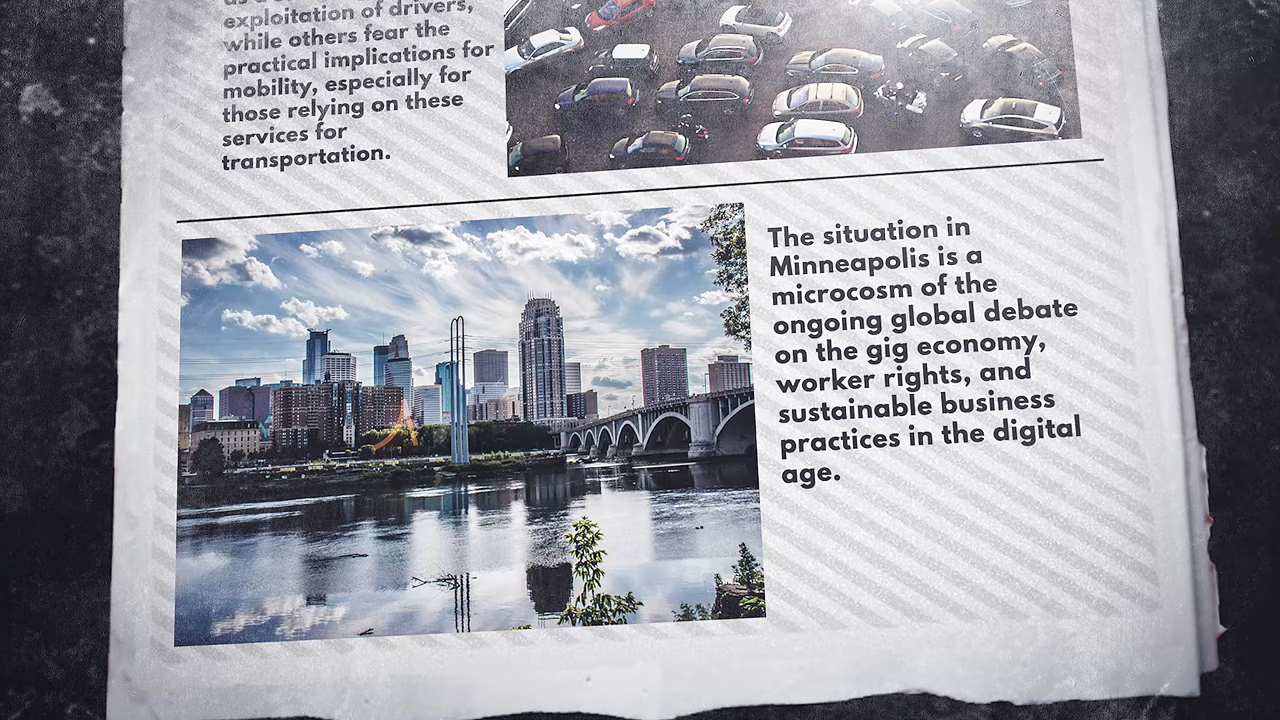 exploitation of drivers,
while others fear the
practical implications for
mobility, especially for
those relying on these
services for
transportation.
The situation in
Minneapolis is a
microcosm of the
ongoing global debate
on the gig economy,
worker rights, and
sustainable business
practices in the digital
age.